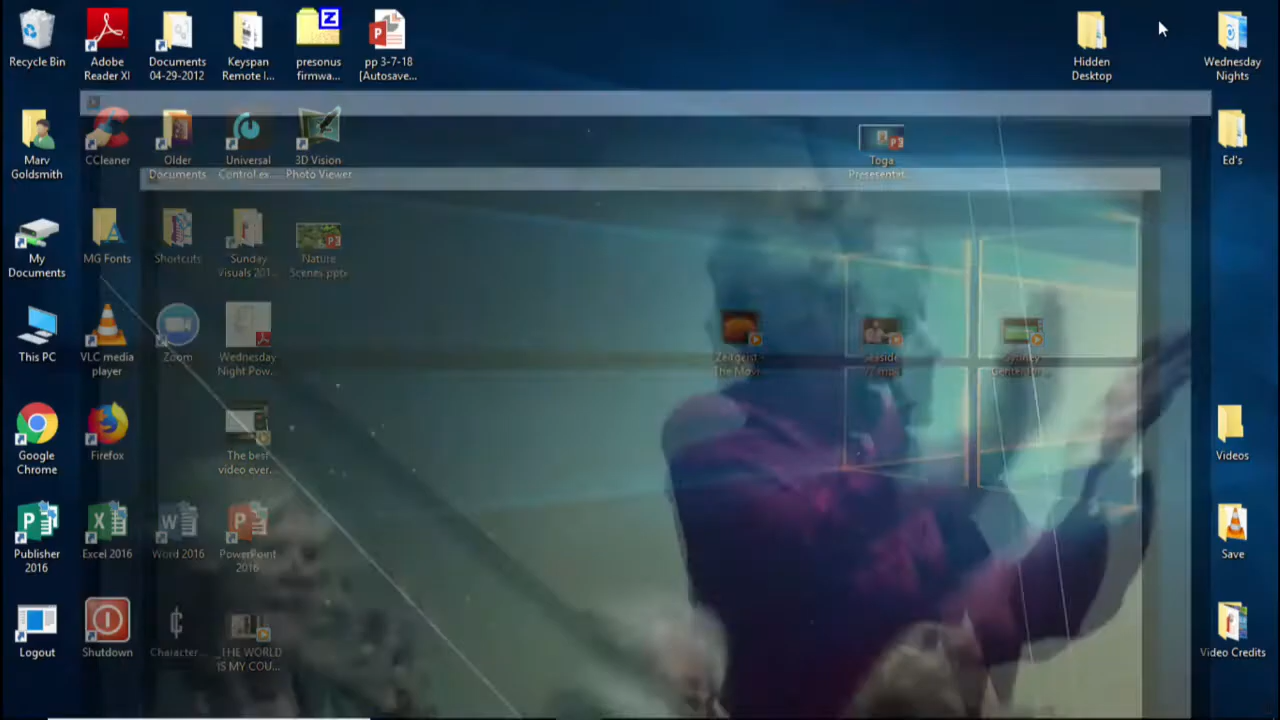 Recycle Bin
Adobe
Reader XI
Documents
04-29-2012
Keyspan
Remote I...
presonus
firmwa...
pp 3-7-18
[Autosave...
Hidden
Desktop
Wednesday
Nights
Marv
Goldsmith
CCleaner
Older
Documents
Universal
Control.ex...
3D Vision
Photo Viewer
Toga
Presesentat...
Ed's
My
Documents
MG Fonts
Shortcuts
Sunday
Visuals 201...
Nature
Scenes.pptx
This PC
VLC media
player
Zoom
Wednesday
Night Pow...
Zeitgeist -
The Movi...
Google
Chrome
Firefox
The best
video ever...
Videos
Publisher
2016
Excel 2016
Word 2016
PowerPoint
2016
Save
Logout
Shutdown
Character...
_THE WORLD
IS MY COU...
Video Credits